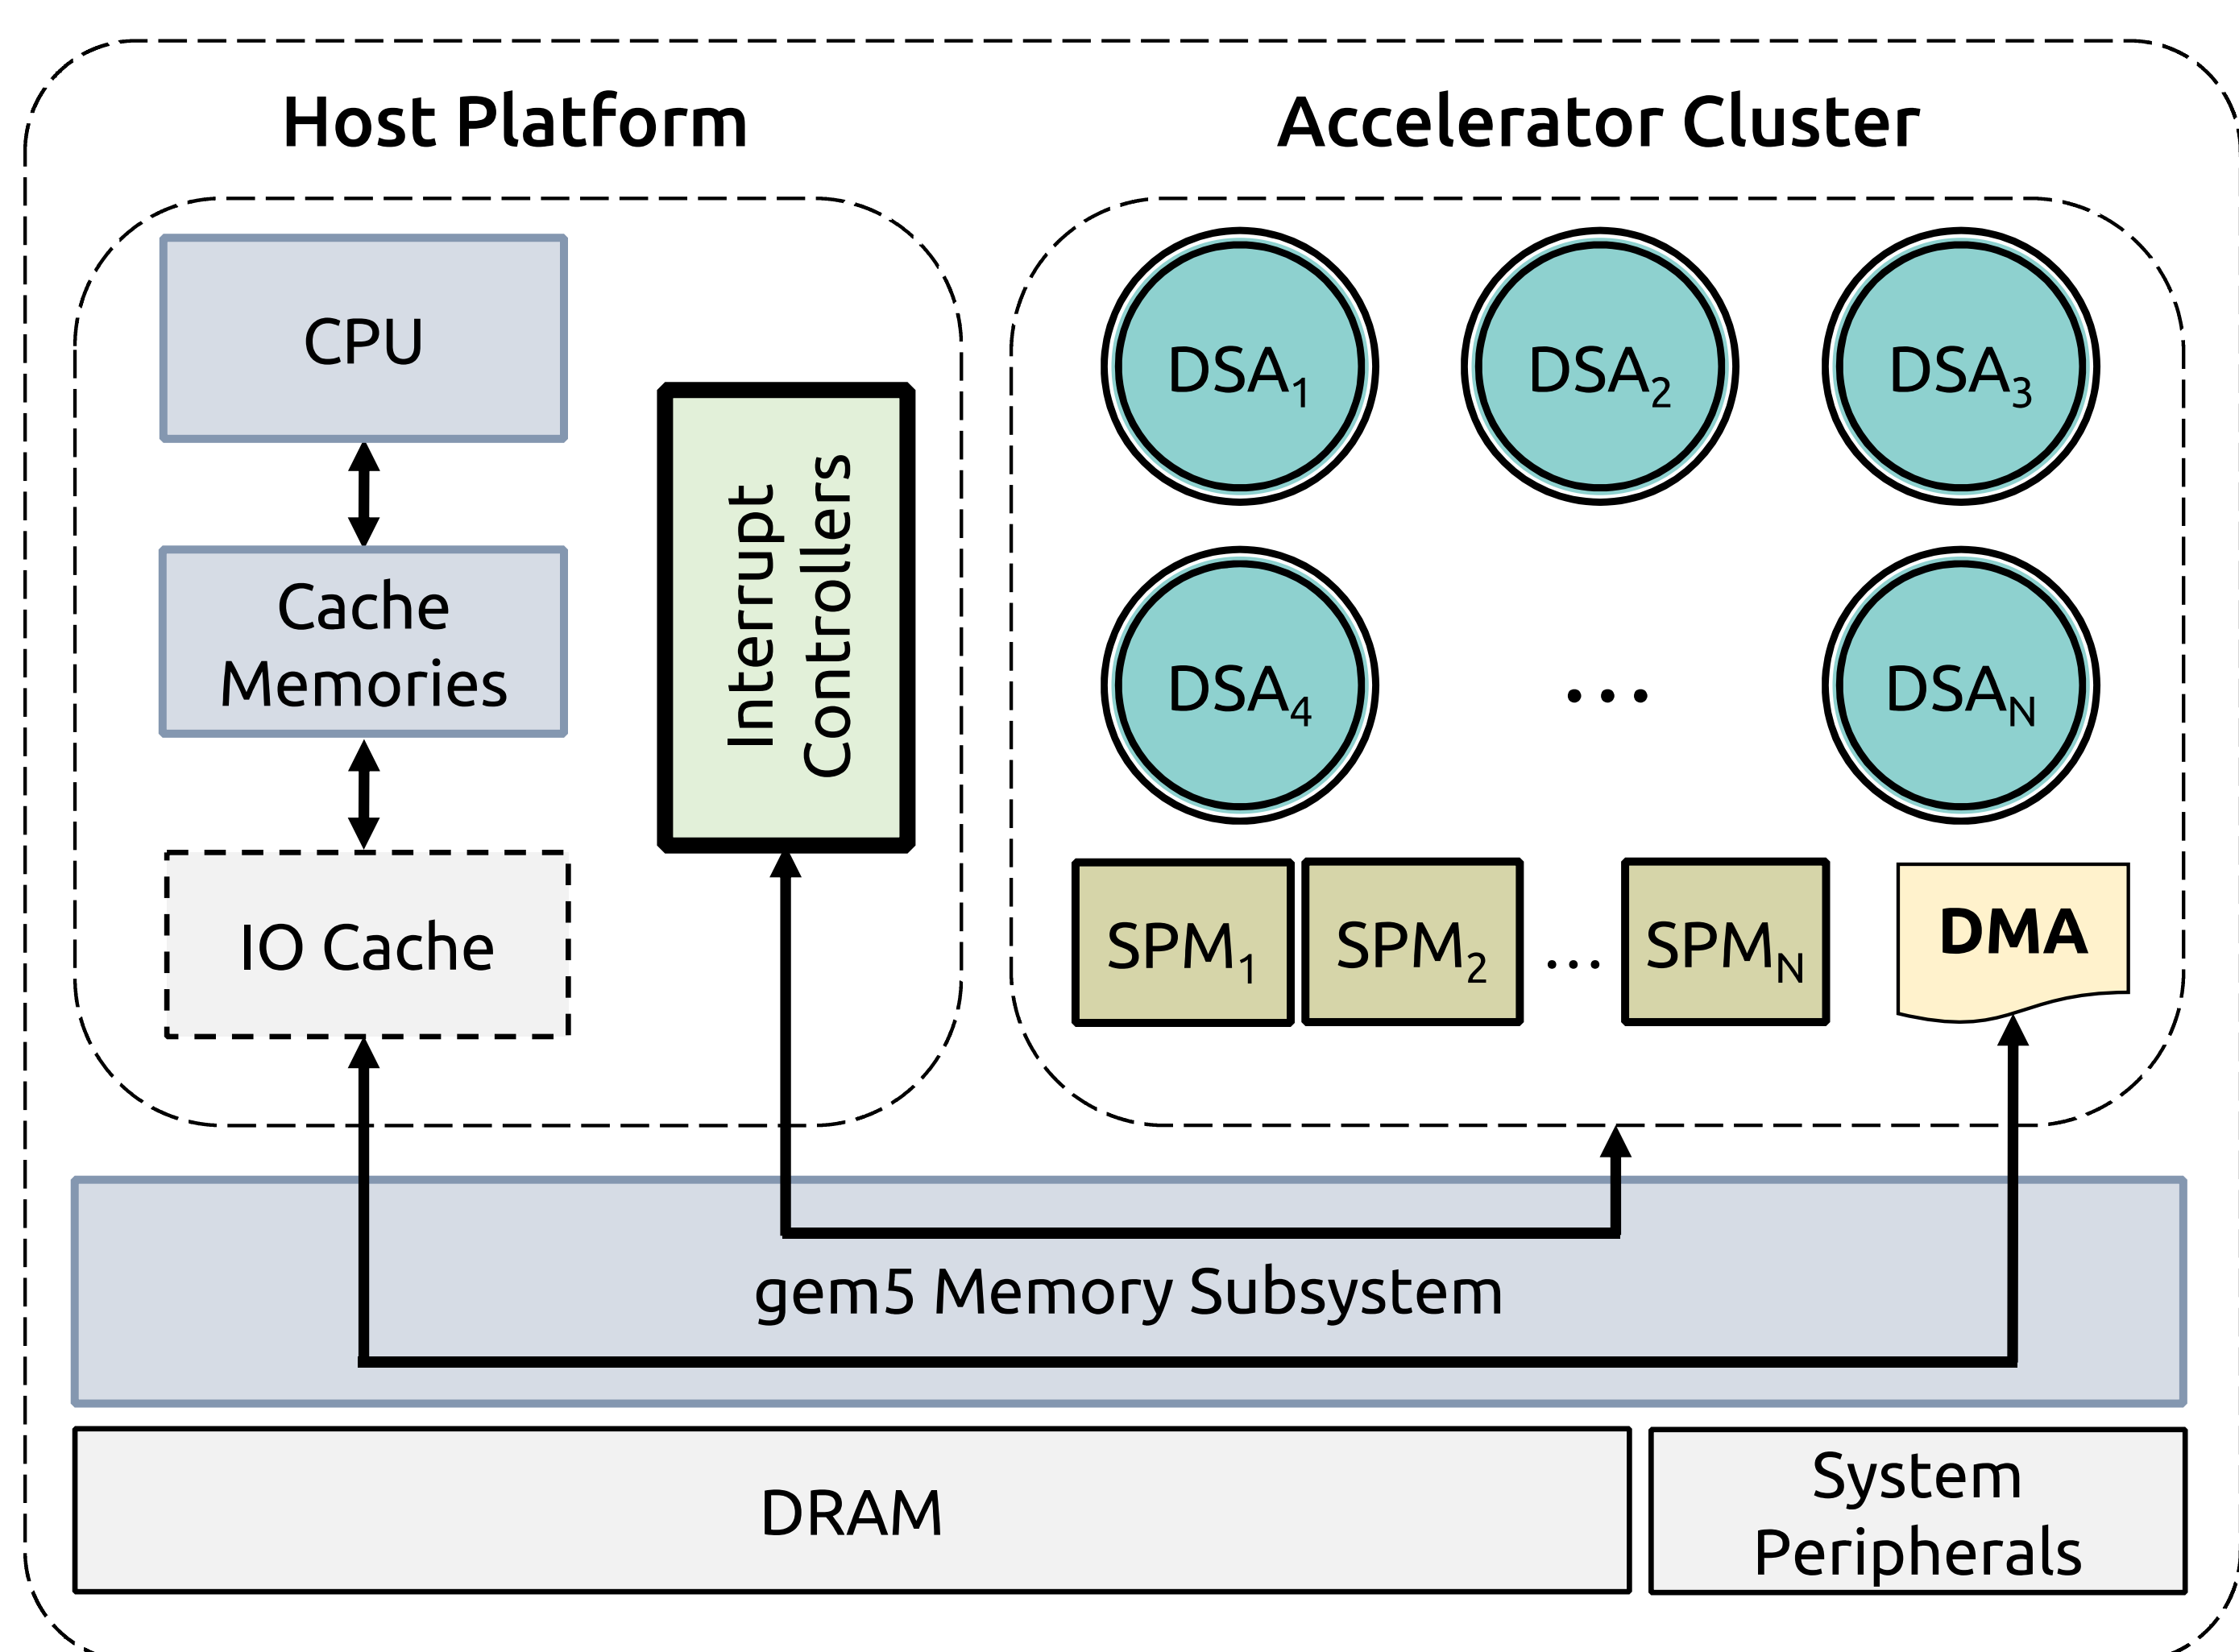 Host Platform
Accelerator Cluster
CPU
Cache
Memories
IO Cache
Interrupt
Controllers
DSA1
DSA2
DSA3
DSA4
...
DSAN
SPM1
SPM2
...
SPMN
DMA
gem5 Memory Subsystem
DRAM
System
Peripherals